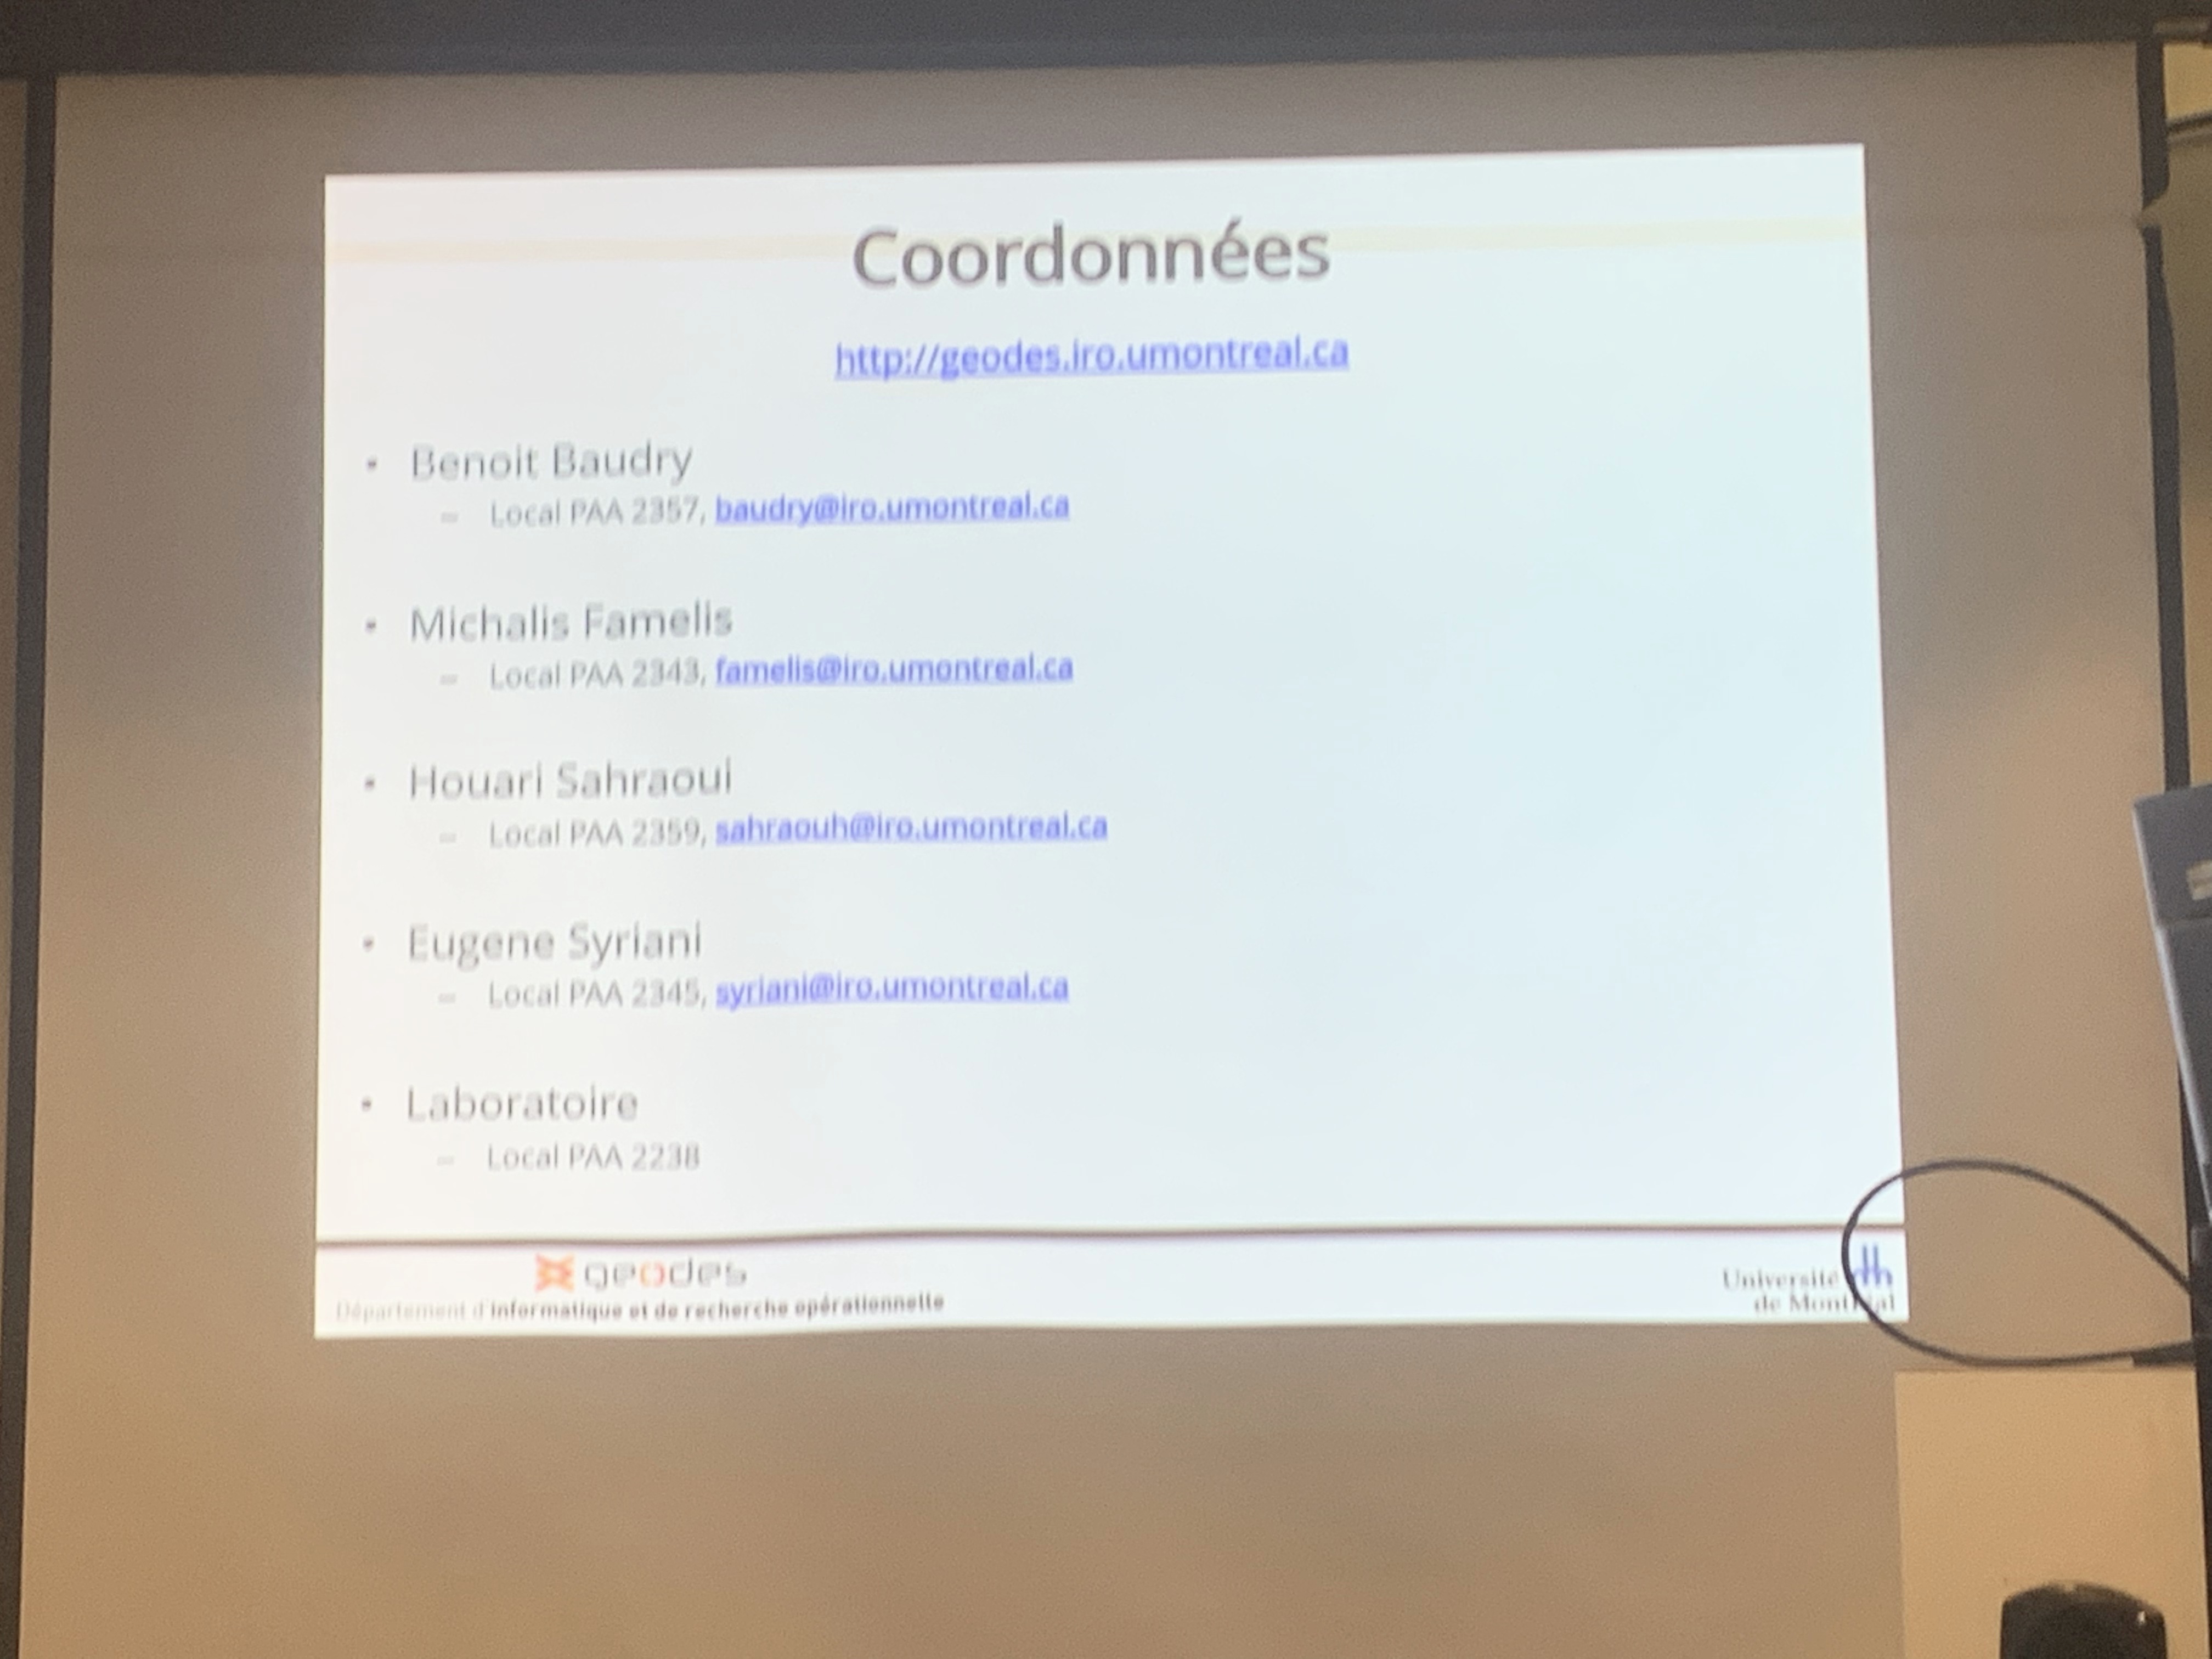 Coordonnées
http://geodes.iro.umontreal.ca
• Benoit Baudry
– Local PAA 2357, baudry@iro.umontreal.ca
• Michalis Famelis
– Local PAA 2343, famelis@iro.umontreal.ca
• Houari Sahraoui
– Local PAA 2359, sahraouh@iro.umontreal.ca
• Eugene Syriani
– Local PAA 2345, syriani@iro.umontreal.ca
• Laboratoire
– Local PAA 2238
geodes
Département d'informatique et de recherche opérationnelle
Université
de Montréal